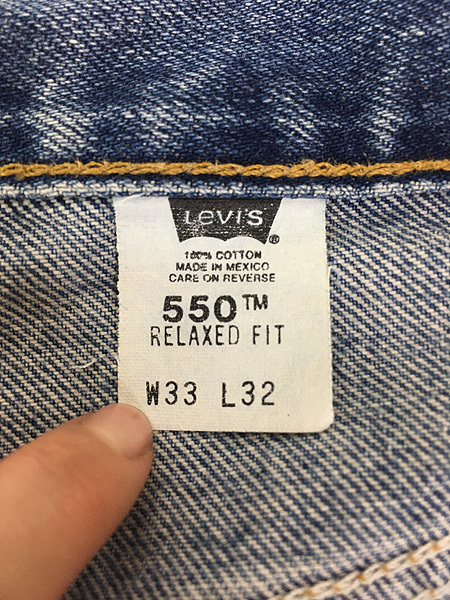 LEVI'S ®
100% COTTON
MADE IN MEXICO
CARE ON REVERSE
550™
RELAXED FIT
W33 L32